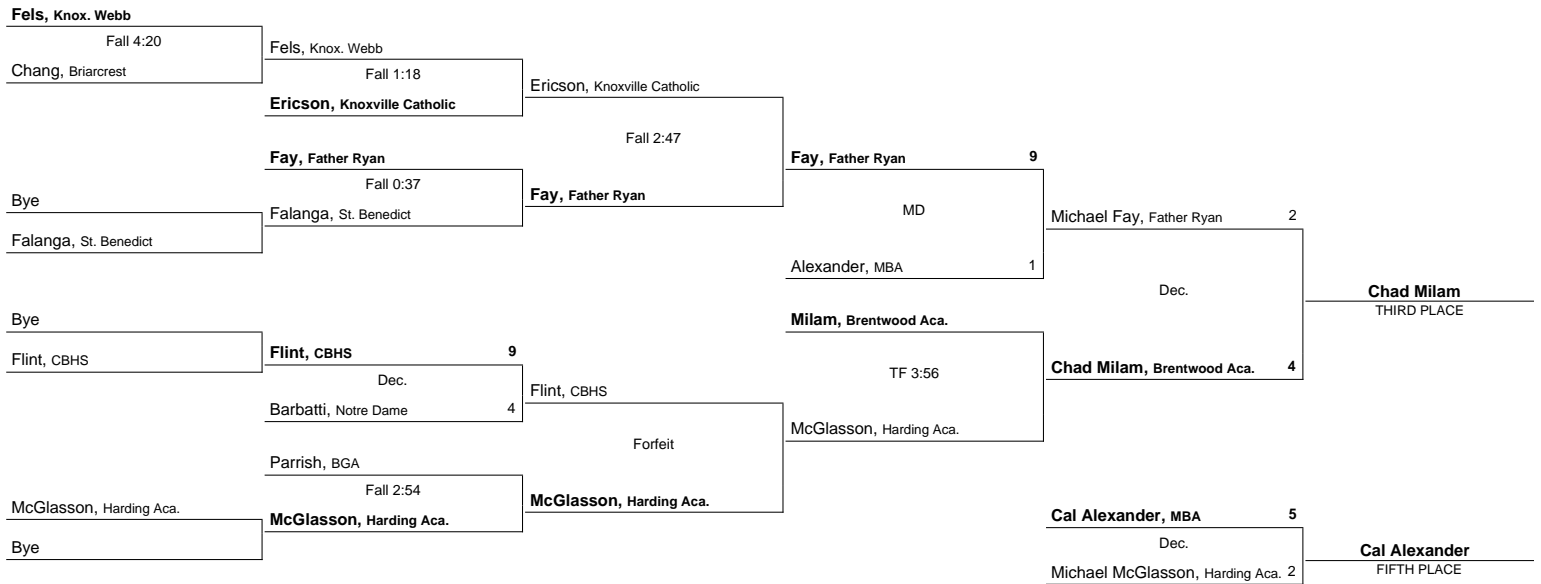 Fels, Knox. Webb
Fall 4:20
Chang, Briarcrest
Bye
Falanga, St. Benedict
Bye
Flint, CBHS
McGlasson, Harding Aca.
Bye
Fels, Knox. Webb
Fall 1:18
Ericson, Knoxville Catholic
Fay, Father Ryan
Fall 0:37
Falanga, St. Benedict
Flint, CBHS 9
Dec.
Barbatti, Notre Dame 4
Parrish, BGA
Fall 2:54
McGlasson, Harding Aca.
Ericson, Knoxville Catholic
Fall 2:47
Fay, Father Ryan
Flint, CBHS
Forfeit
McGlasson, Harding Aca.
Fay, Father Ryan 9
MD
Alexander, MBA 1
Milam, Brentwood Aca.
TF 3:56
McGlasson, Harding Aca.
Michael Fay, Father Ryan 2
Dec.
Chad Milam, Brentwood Aca. 4
Chad Milam
THIRD PLACE
Cal Alexander, MBA 5
Dec.
Michael McGlasson, Harding Aca. 2
Cal Alexander
FIFTH PLACE